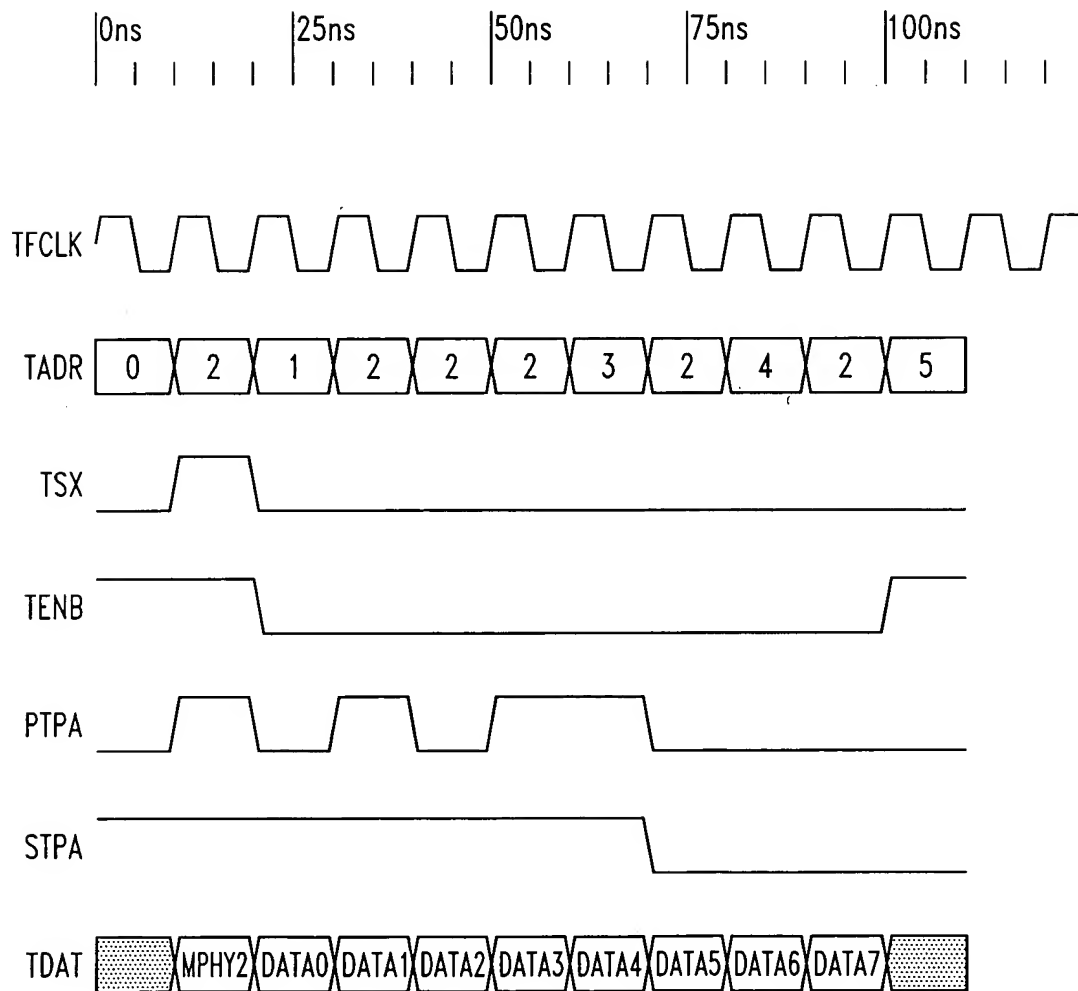 0ns 25ns 50ns 75ns 100ns
TFCLK
TADR 0 2 1 2 2 2 3 2 4 2 5
TSX
TENB
PTPA
STPA
TDAT MPHY2 DATA0 DATA1 DATA2 DATA3 DATA4 DATA5 DATA6 DATA7